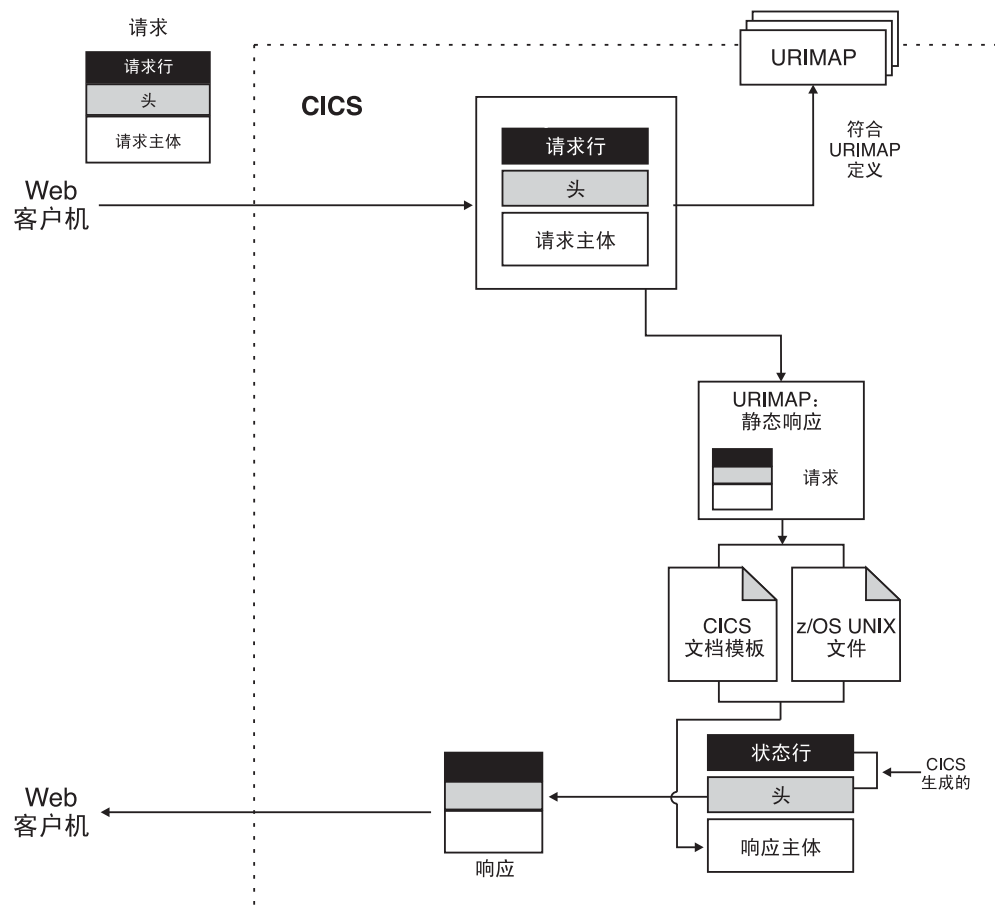 请求
请求行
头
请求主体
CICS
URIMAP
请求行
头
请求主体
符合
URIMAP
定义
Web
客户机
URIMAP:
静态响应
请求
CICS
文档模板
z/OS UNIX
文件
状态行
头
响应主体
CICS
生成的
响应
Web
客户机